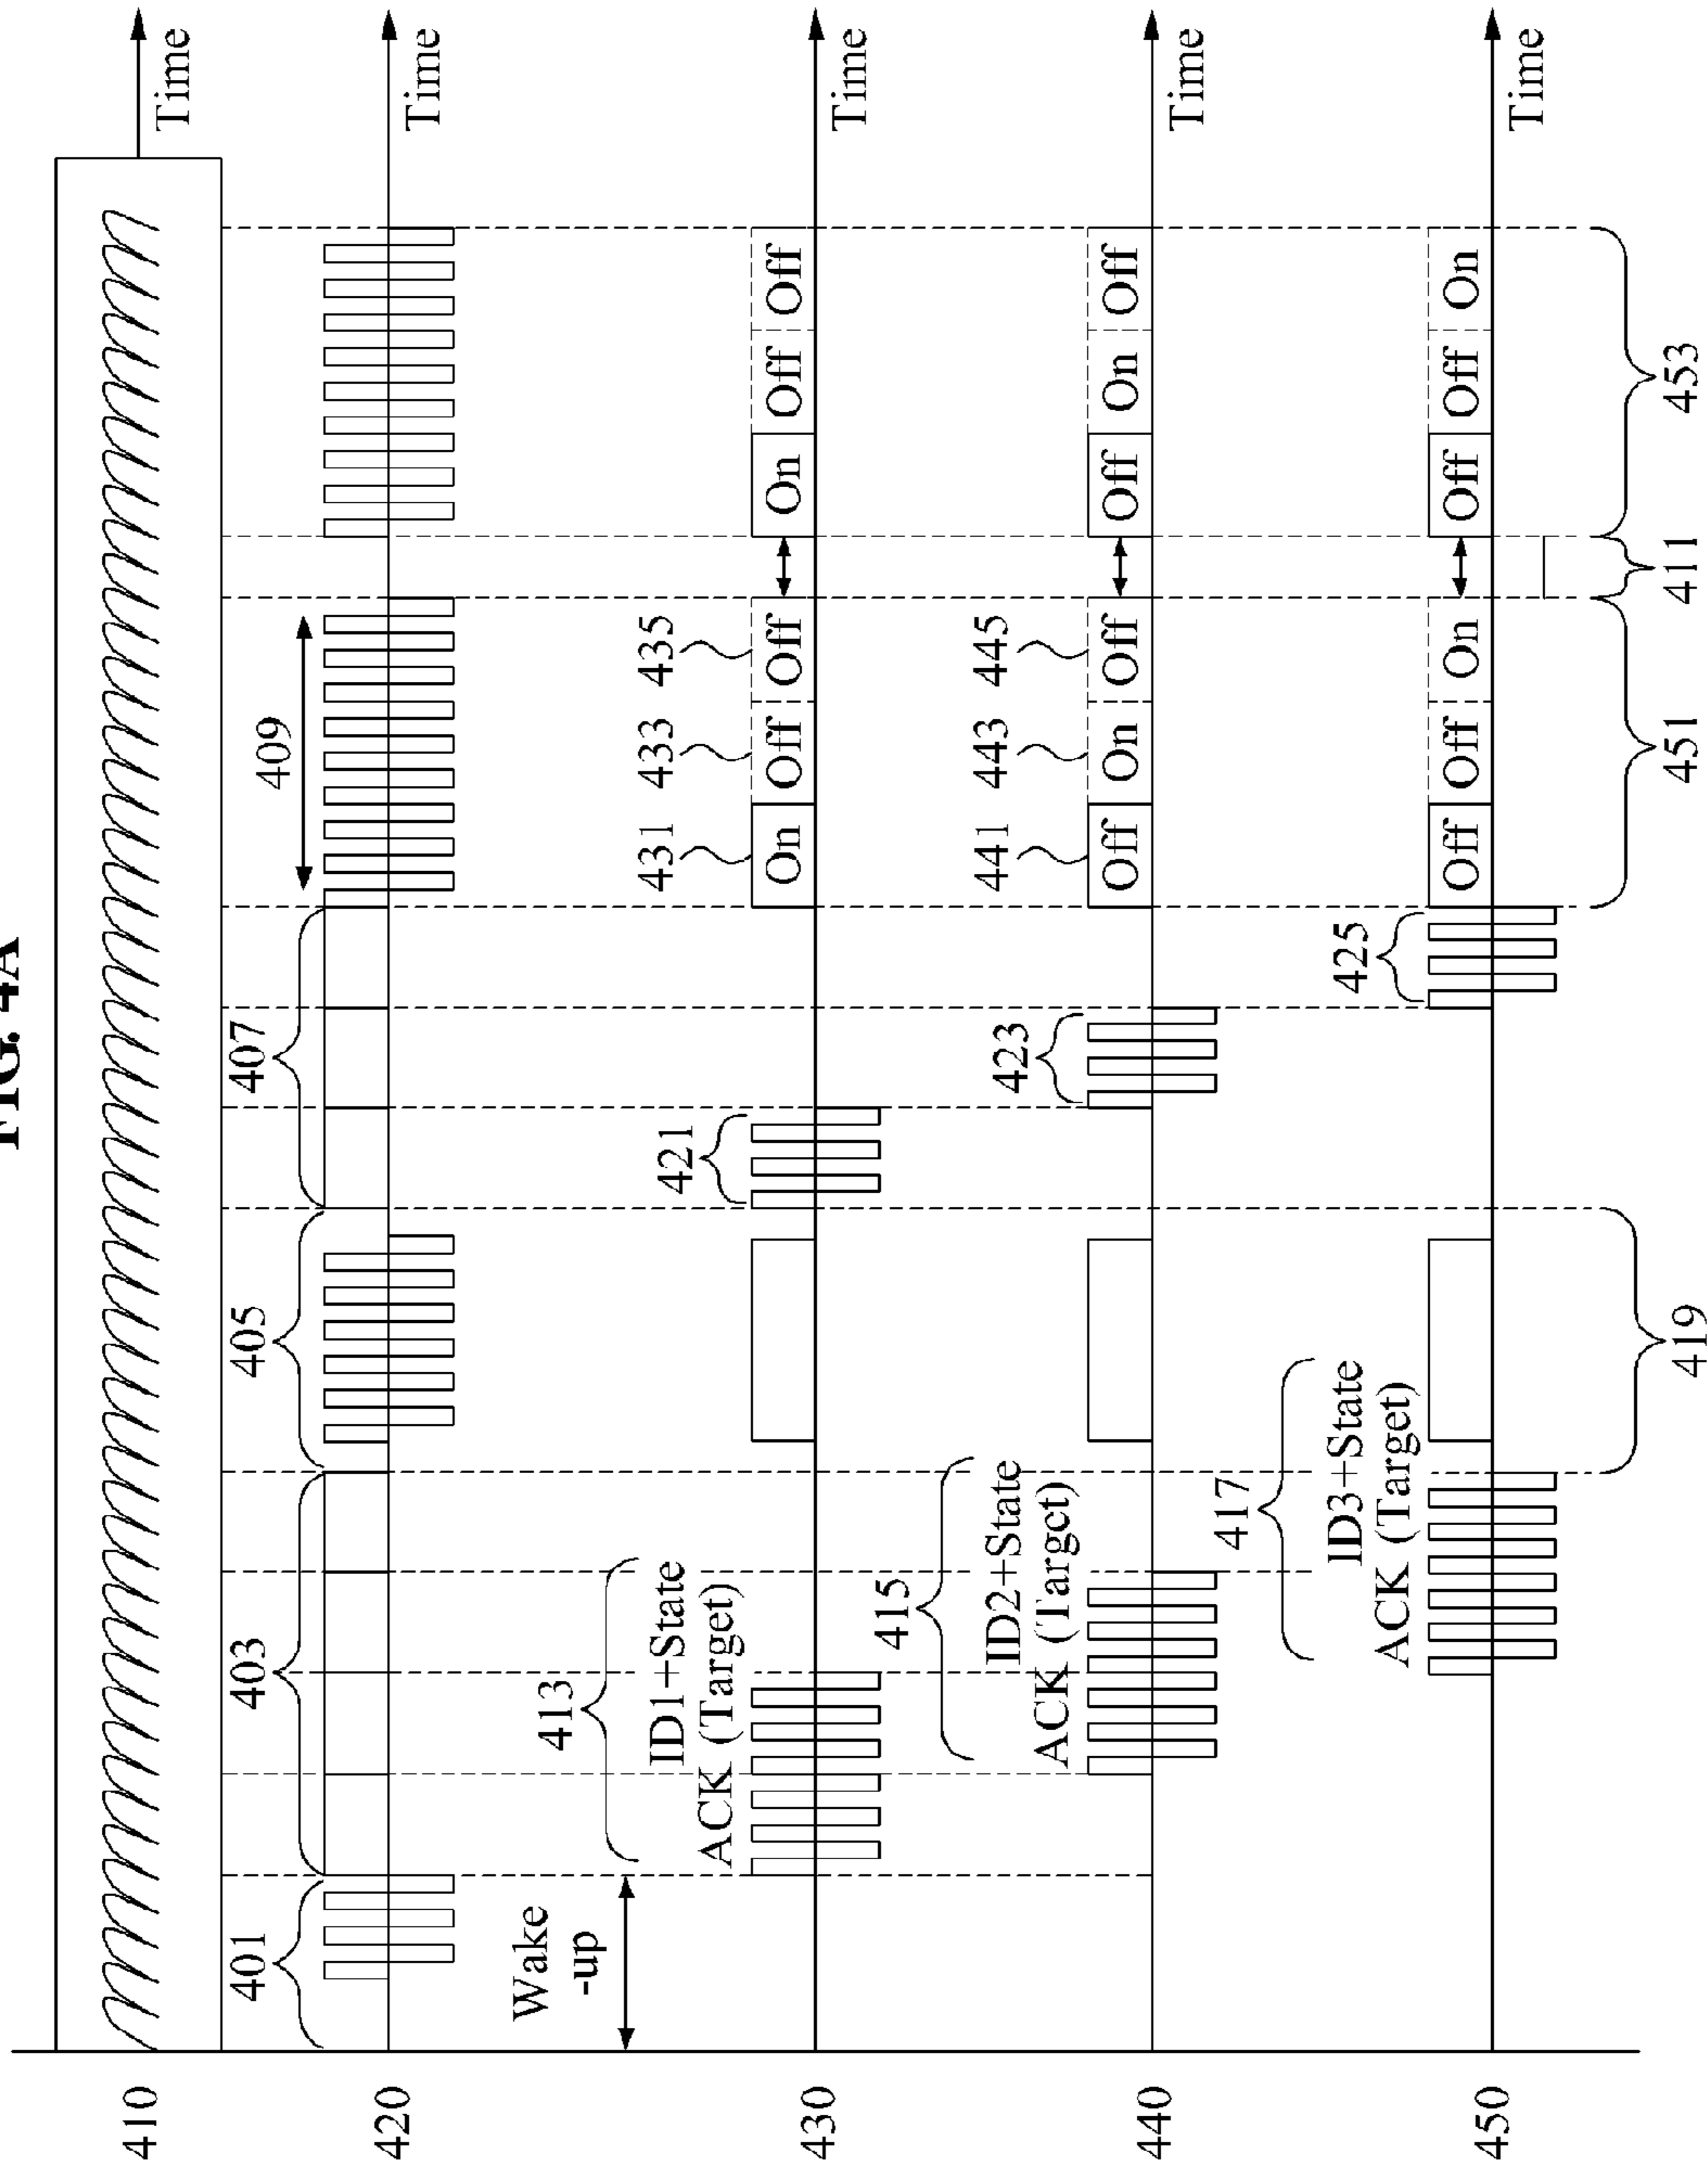 FIG. 4A
410
Time
420
401
403
405
407
409
Time
Wake
-up
430
413
ID1+State
ACK (Target)
421
431
433
435
On
Off
Off
On
Off
Off
Time
440
415
ID2+State
ACK (Target)
423
441
443
445
Off
On
Off
Off
On
Off
Time
450
417
ID3+State
ACK (Target)
425
Off
Off
On
Off
Off
On
Time
419
451
411
453